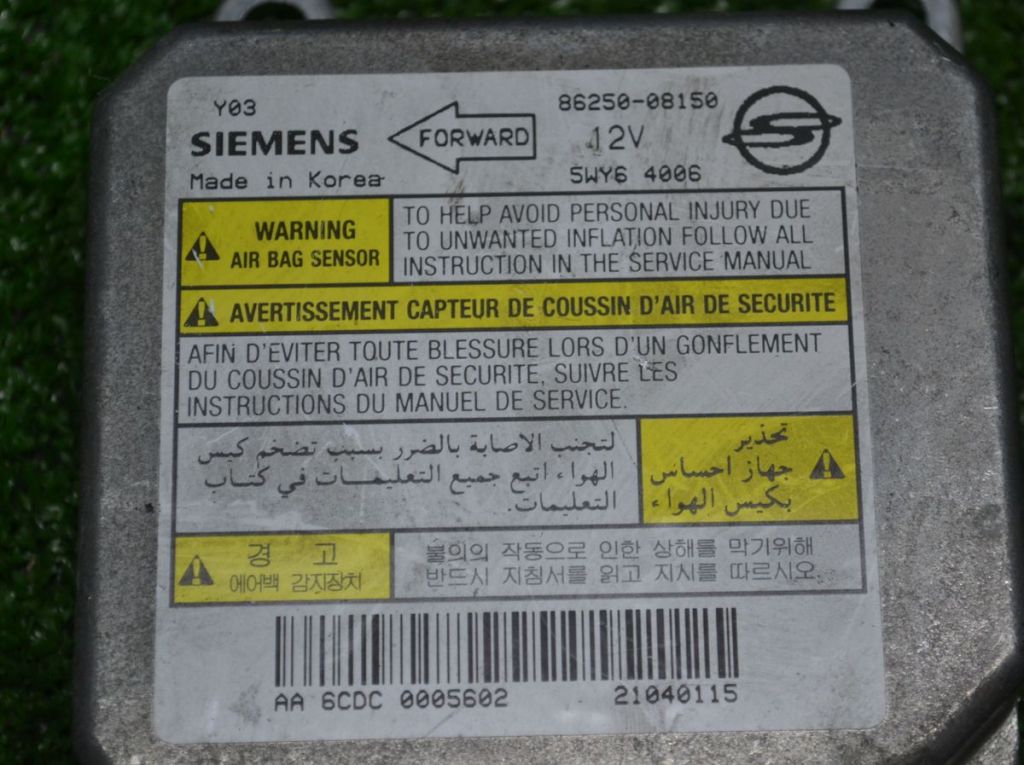 Y03
SIEMENS
Made in Korea
FORWARD
86250-08150
12V
5WY6 4006
WARNING
AIR BAG SENSOR
TO HELP AVOID PERSONAL INJURY DUE
TO UNWANTED INFLATION FOLLOW ALL
INSTRUCTION IN THE SERVICE MANUAL
AVERTISSEMENT CAPTEUR DE COUSSIN D'AIR DE SECURITE
AFIN D'EVITER TOUTE BLESSURE LORS D'UN GONFLEMENT
DU COUSSIN D'AIR DE SECURITE, SUIVRE LES
INSTRUCTIONS DU MANUEL DE SERVICE.
تحذير
جهاز احساس
بكيس الهواء
لتجنب الاصابة بالضرر بسبب تضخم كيس
الهواء اتبع جميع التعليمات في كتاب
التعليمات.
경 고
에어백 감지장치
불의의 작동으로 인한 상해를 막기위해
반드시 지침서를 읽고 지시를 따르시오.
AA 6CDC 0005602 21040115